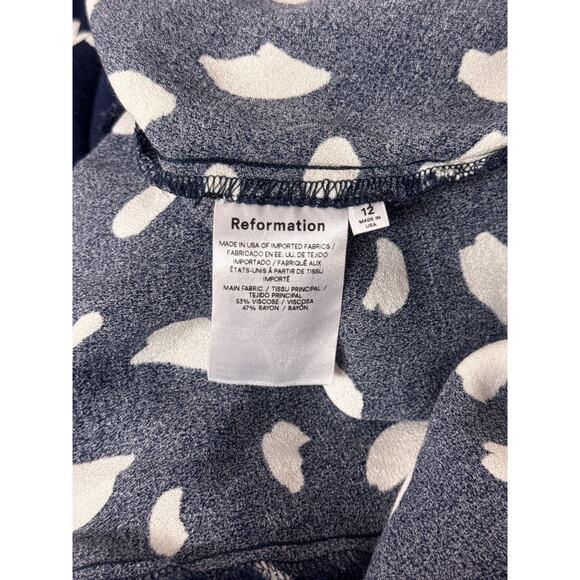 Reformation
MADE IN USA OF IMPORTED FABRICS /
FABRICADO EN EE. UU. DE TEJIDO
IMPORTADO / FABRIQUÉ AUX
ÉTATS-UNIS À PARTIR DE TISSU
IMPORTÉ
MAIN FABRIC / TISSU PRINCIPAL /
TEJIDO PRINCIPAL
53% VISCOSE / VISCOSA
47% RAYON / RAYÓN
12
MADE IN
USA